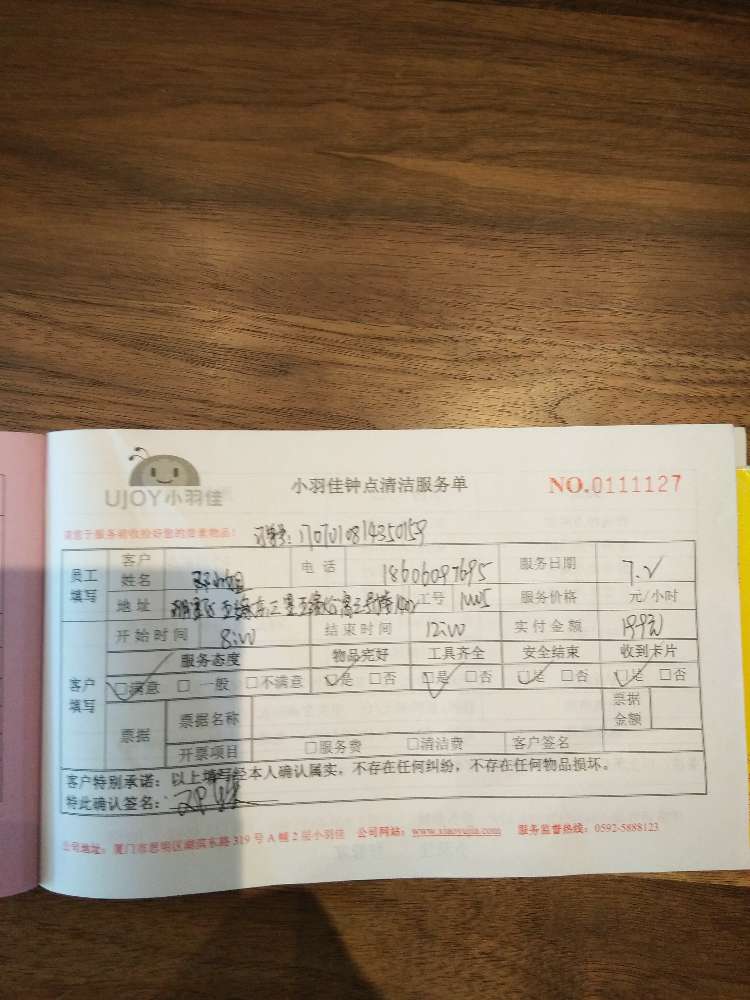 UJOY小羽佳
小羽佳钟点清洁服务单
NO.0111127
订单号: 1707010814350159
员工填写 客户姓名 邓小姐 电话 18606097695 服务日期 7.2
地址 工号 服务价格 元/小时
开始时间 8:00 结束时间 12:00 实付金额 199元
服务态度 物品完好 工具齐全 安全结束 收到卡片
客户填写 □满意 □一般 □不满意 □是 □否 □是 □否 □是 □否 □是 □否
票据 票据名称 票据金额
开票项目 □服务费 □清洁费 客户签名
客户特别承诺：以上填写经本人确认属实，不存在任何纠纷，不存在任何物品损坏。
特此确认签名：
公司地址：厦门市思明区湖滨东路 319 号 A 幢 2 层小羽佳 公司网站：www.xiaoyujia.com 服务监督热线：0592-5888123